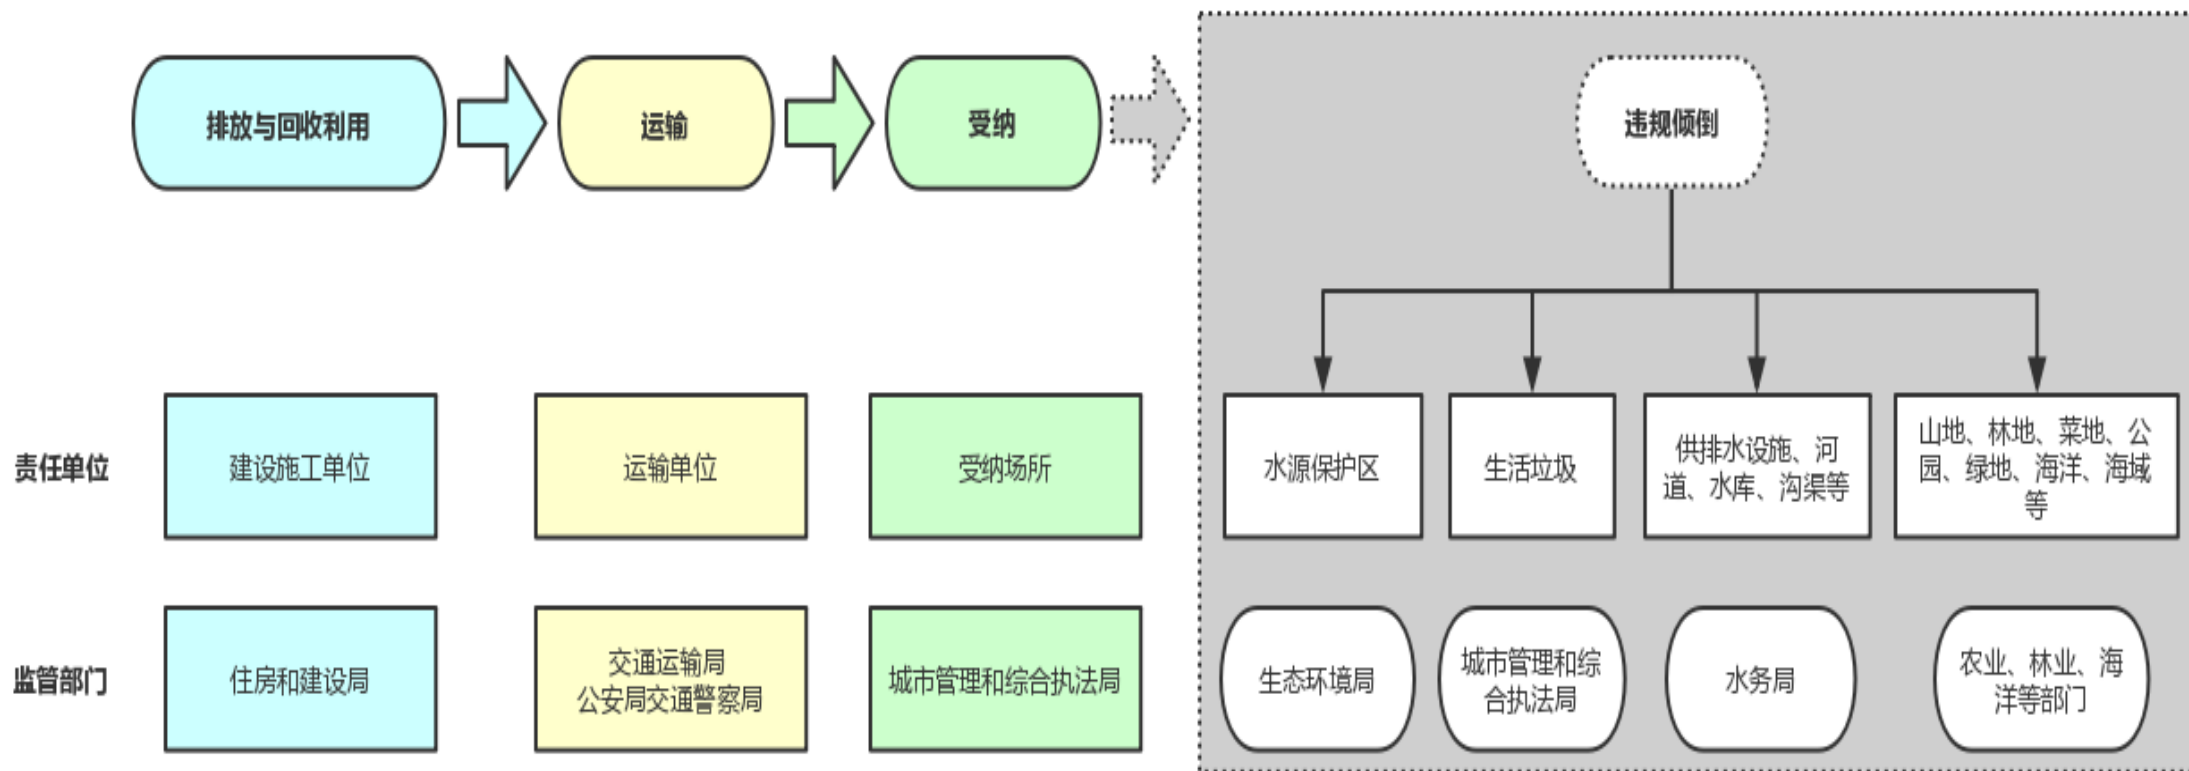 排放与回收利用
运输
受纳
违规倾倒
责任单位
建设施工单位
运输单位
受纳场所
水源保护区
生活垃圾
供排水设施、河
道、水库、沟渠等
山地、林地、菜地、公
园、绿地、海洋、海域
等
监管部门
住房和建设局
交通运输局
公安局交通警察局
城市管理和综合执法局
生态环境局
城市管理和综
合执法局
水务局
农业、林业、海
洋等部门